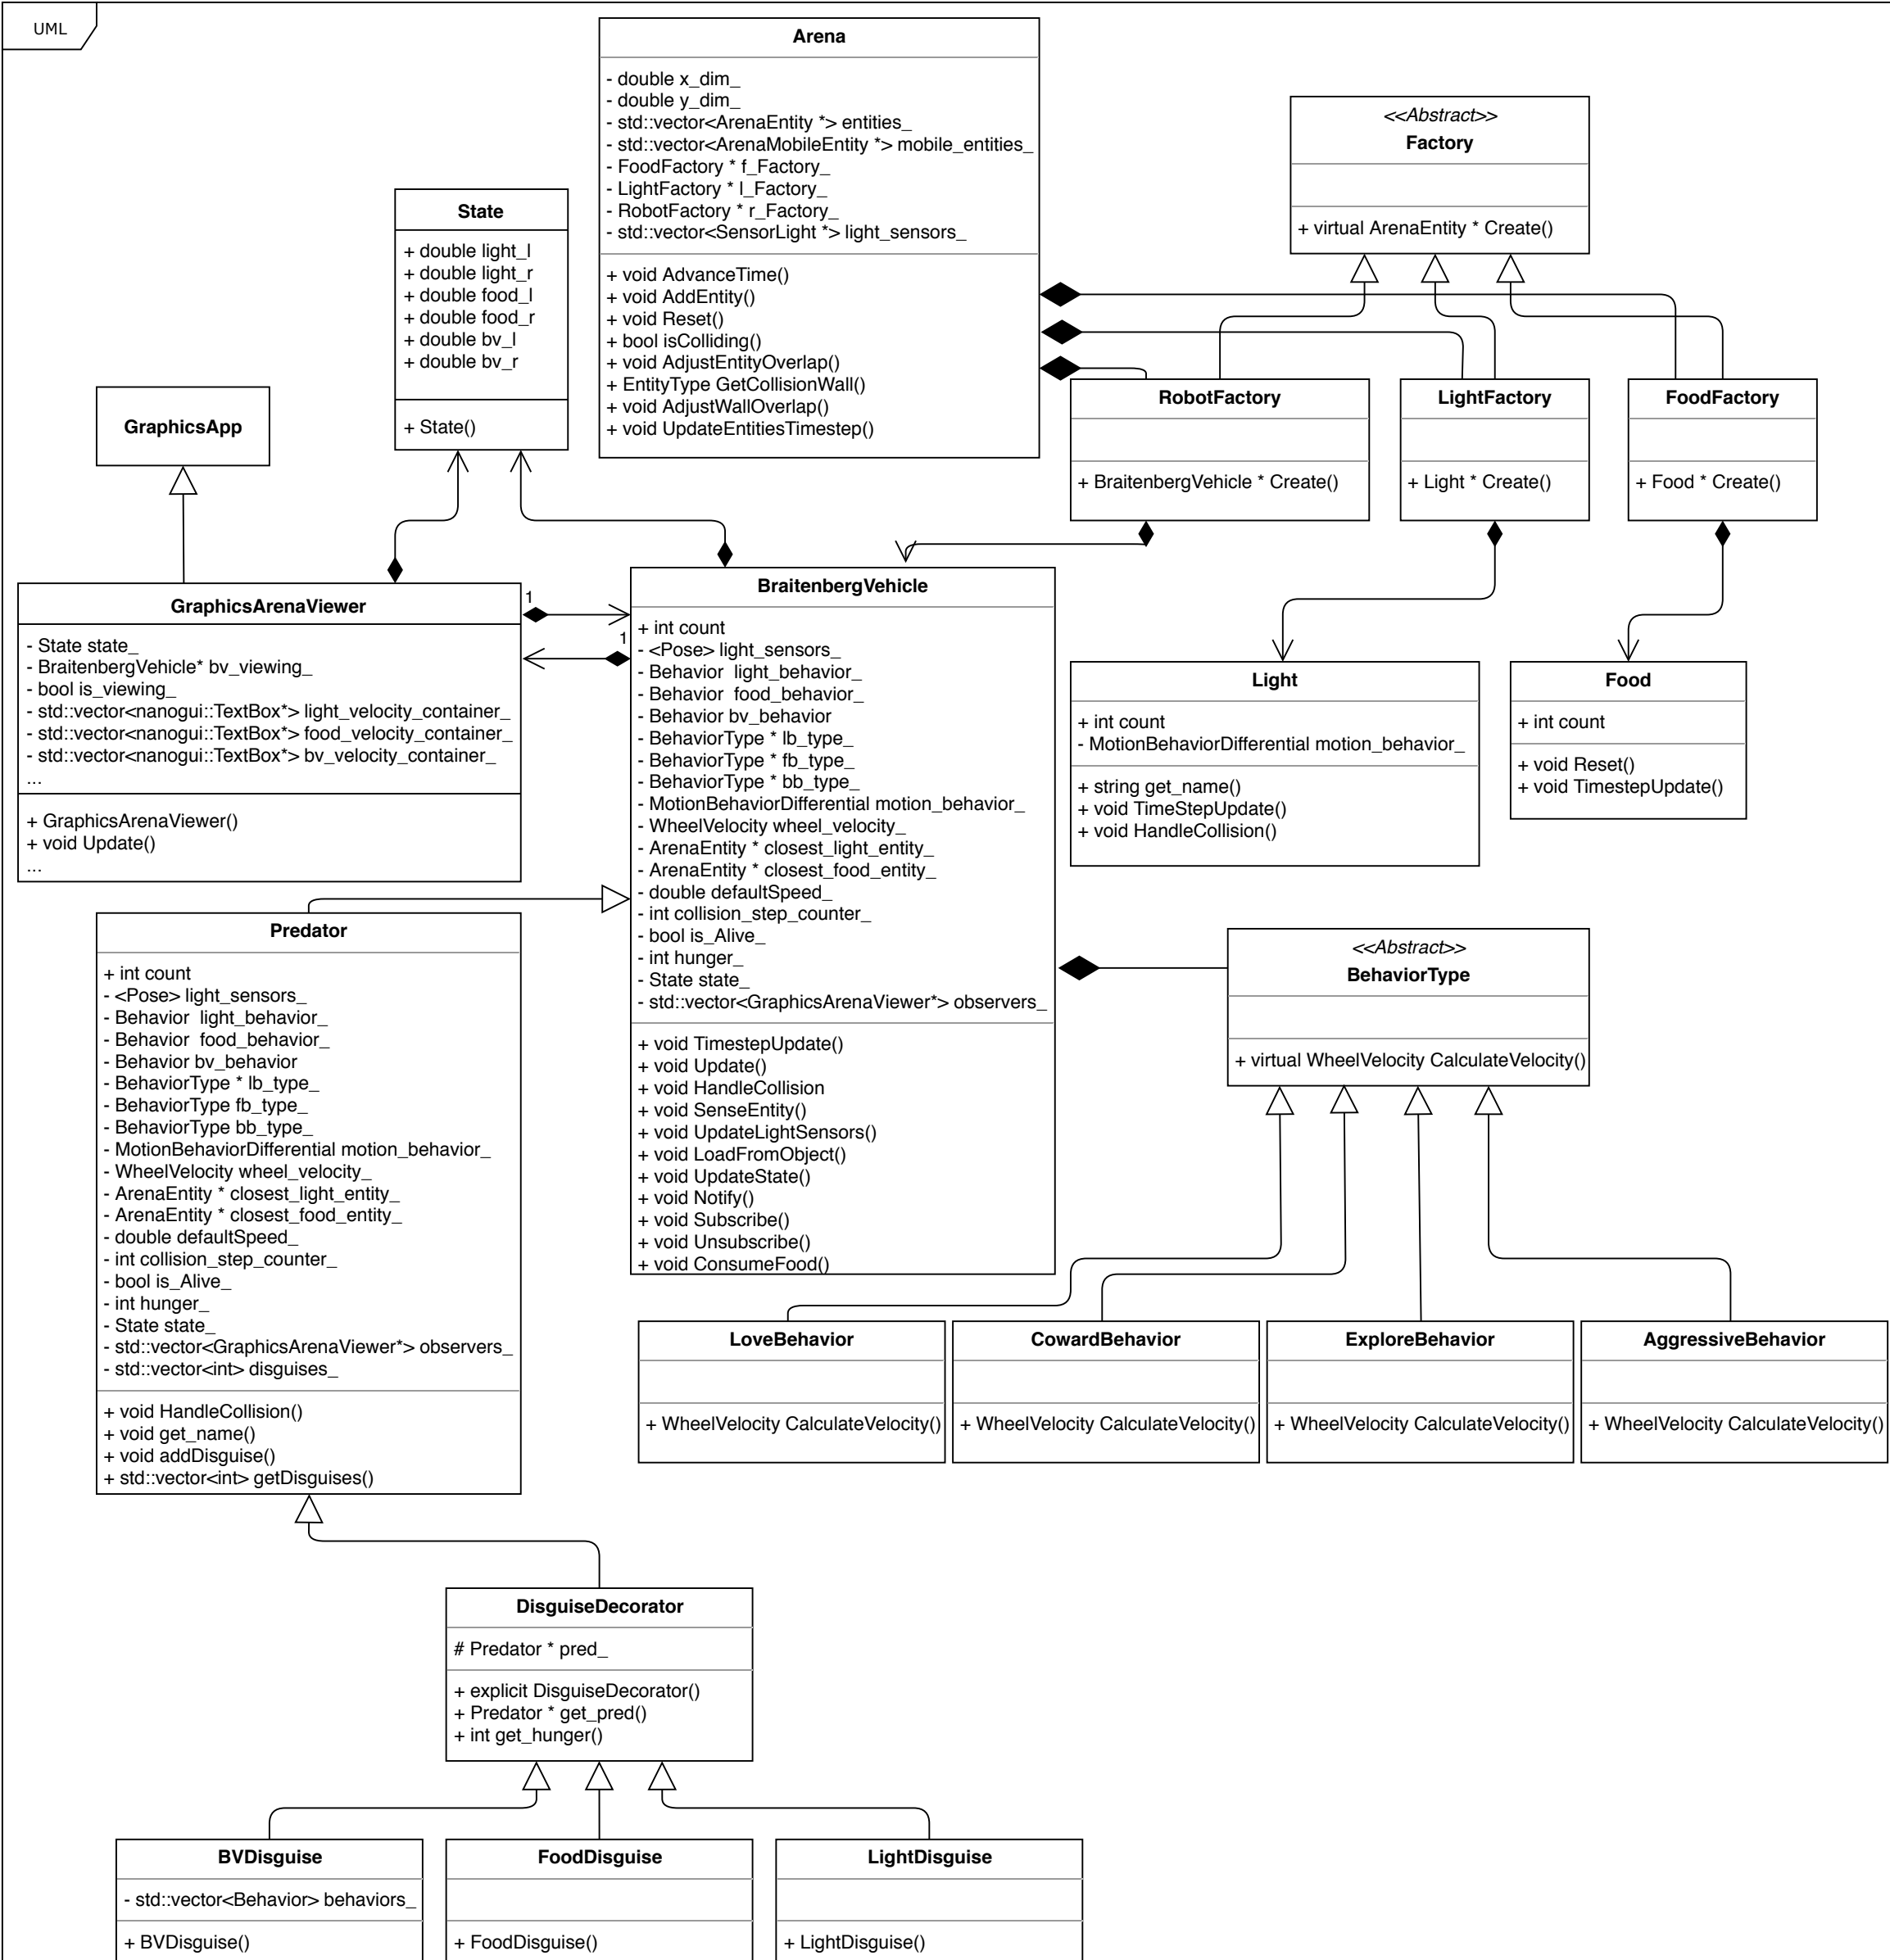 UML
Arena
- double x_dim_
- double y_dim_
- std::vector<ArenaEntity *> entities_
- std::vector<ArenaMobileEntity *> mobile_entities_
- FoodFactory * f_Factory_
- LightFactory * l_Factory_
- RobotFactory * r_Factory_
- std::vector<SensorLight *> light_sensors_
+ void AdvanceTime()
+ void AddEntity()
+ void Reset()
+ bool isColliding()
+ void AdjustEntityOverlap()
+ EntityType GetCollisionWall()
+ void AdjustWallOverlap()
+ void UpdateEntitiesTimestep()
<<Abstract>>
Factory
+ virtual ArenaEntity * Create()
State
+ double light_l
+ double light_r
+ double food_l
+ double food_r
+ double bv_l
+ double bv_r
+ State()
GraphicsApp
RobotFactory
+ BraitenbergVehicle * Create()
LightFactory
+ Light * Create()
FoodFactory
+ Food * Create()
GraphicsArenaViewer
- State state_
- BraitenbergVehicle* bv_viewing_
- bool is_viewing_
- std::vector<nanogui::TextBox*> light_velocity_container_
- std::vector<nanogui::TextBox*> food_velocity_container_
- std::vector<nanogui::TextBox*> bv_velocity_container_
...
+ GraphicsArenaViewer()
+ void Update()
...
1
1
BraitenbergVehicle
+ int count
- <Pose> light_sensors_
- Behavior  light_behavior_
- Behavior  food_behavior_
- Behavior bv_behavior
- BehaviorType * lb_type_
- BehaviorType * fb_type_
- BehaviorType * bb_type_
- MotionBehaviorDifferential motion_behavior_
- WheelVelocity wheel_velocity_
- ArenaEntity * closest_light_entity_
- ArenaEntity * closest_food_entity_
- double defaultSpeed_
- int collision_step_counter_
- bool is_Alive_
- int hunger_
- State state_
- std::vector<GraphicsArenaViewer*> observers_
+ void TimestepUpdate()
+ void Update()
+ void HandleCollision
+ void SenseEntity()
+ void UpdateLightSensors()
+ void LoadFromObject()
+ void UpdateState()
+ void Notify()
+ void Subscribe()
+ void Unsubscribe()
+ void ConsumeFood()
Light
+ int count
- MotionBehaviorDifferential motion_behavior_
+ string get_name()
+ void TimeStepUpdate()
+ void HandleCollision()
Food
+ int count
+ void Reset()
+ void TimestepUpdate()
Predator
+ int count
- <Pose> light_sensors_
- Behavior  light_behavior_
- Behavior  food_behavior_
- Behavior bv_behavior
- BehaviorType * lb_type_
- BehaviorType fb_type_
- BehaviorType bb_type_
- MotionBehaviorDifferential motion_behavior_
- WheelVelocity wheel_velocity_
- ArenaEntity * closest_light_entity_
- ArenaEntity * closest_food_entity_
- double defaultSpeed_
- int collision_step_counter_
- bool is_Alive_
- int hunger_
- State state_
- std::vector<GraphicsArenaViewer*> observers_
- std::vector<int> disguises_
+ void HandleCollision()
+ void get_name()
+ void addDisguise()
+ std::vector<int> getDisguises()
<<Abstract>>
BehaviorType
+ virtual WheelVelocity CalculateVelocity()
LoveBehavior
+ WheelVelocity CalculateVelocity()
CowardBehavior
+ WheelVelocity CalculateVelocity()
ExploreBehavior
+ WheelVelocity CalculateVelocity()
AggressiveBehavior
+ WheelVelocity CalculateVelocity()
DisguiseDecorator
# Predator * pred_
+ explicit DisguiseDecorator()
+ Predator * get_pred()
+ int get_hunger()
BVDisguise
- std::vector<Behavior> behaviors_
+ BVDisguise()
FoodDisguise
+ FoodDisguise()
LightDisguise
+ LightDisguise()